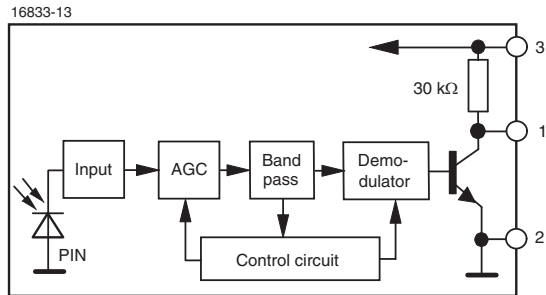 16833-13
3
30 kΩ
1
Input
AGC
Band
pass
Demo-
dulator
2
PIN
Control circuit